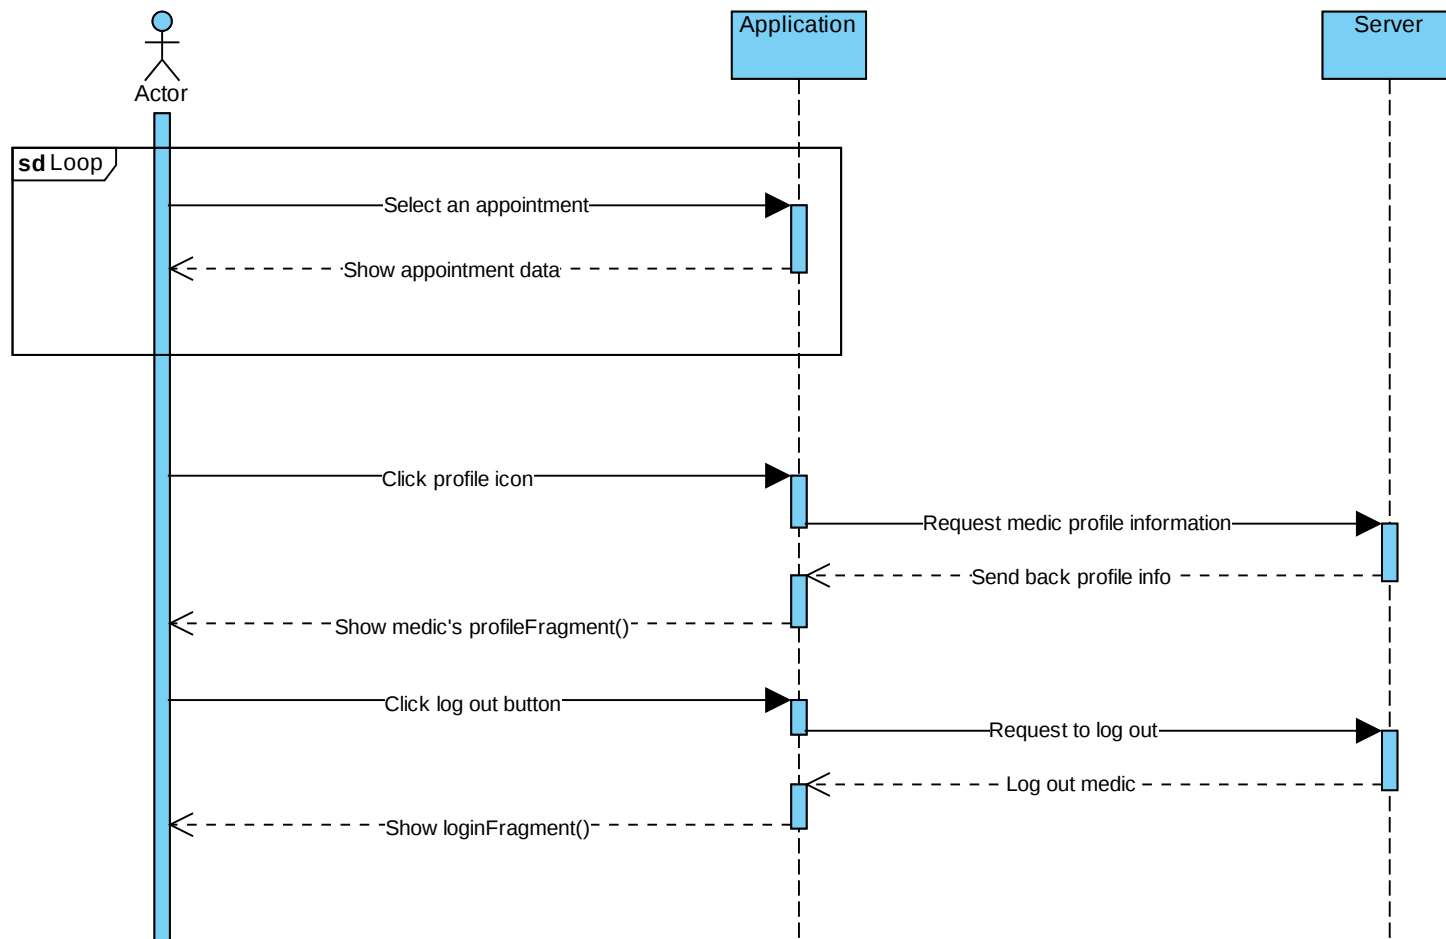 Application
Server
Actor
sd Loop
Select an appointment
Show appointment data
Click profile icon
Request medic profile information
Send back profile info
Show medic's profileFragment()
Click log out button
Request to log out
Log out medic
Show loginFragment()